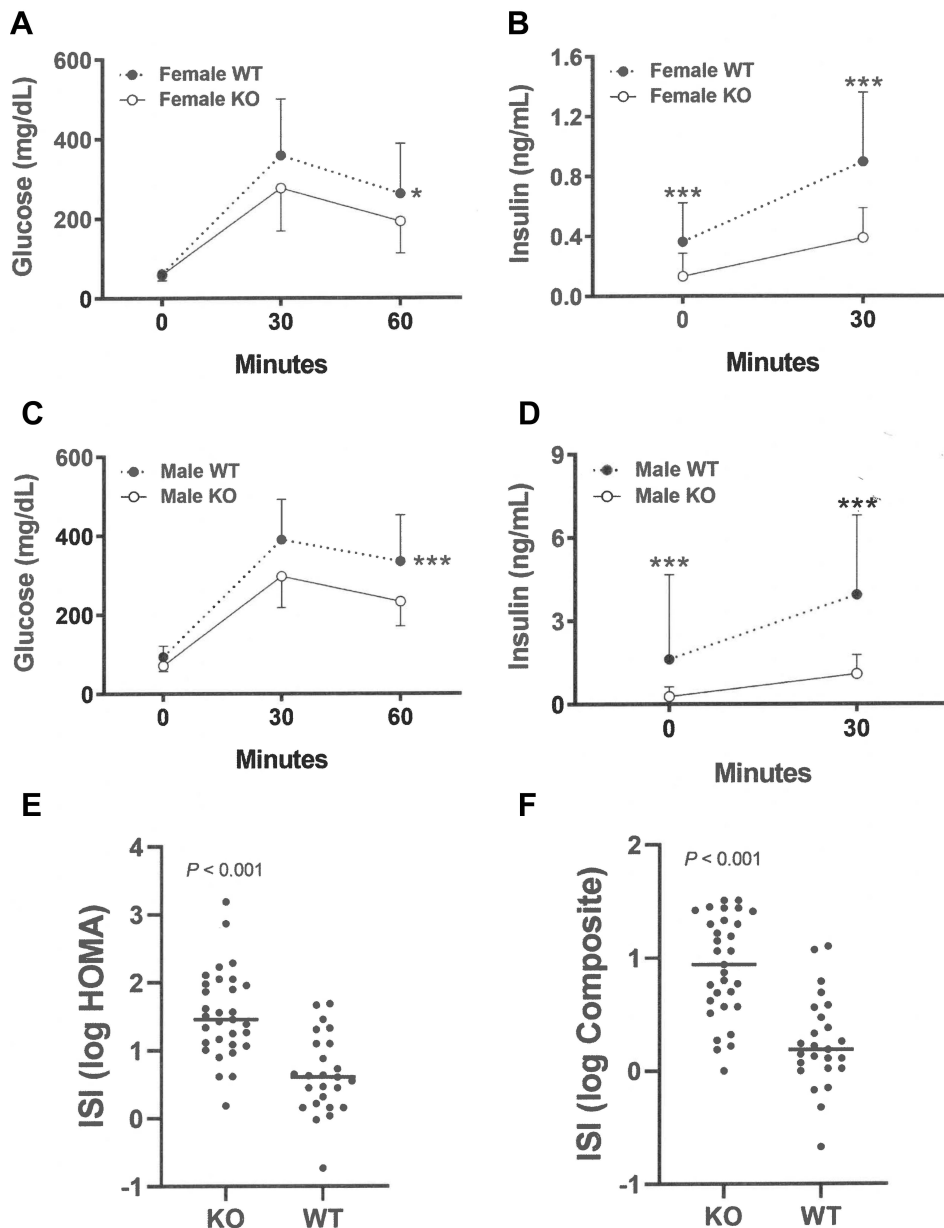 A
600
400
200
0
Glucose (mg/dL)
Female WT
Female KO
*
0 30 60
Minutes
B
1.6
1.2
0.8
0.4
0.0
Insulin (ng/mL)
Female WT
Female KO
***
***
0 30
Minutes
C
600
400
200
0
Glucose (mg/dL)
Male WT
Male KO
***
0 30 60
Minutes
D
9
6
3
0
Insulin (ng/mL)
Male WT
Male KO
***
***
0 30
Minutes
E
4
3
2
1
0
-1
ISI (log HOMA)
P < 0.001
KO WT
F
2
1
0
-1
ISI (log Composite)
P < 0.001
KO WT